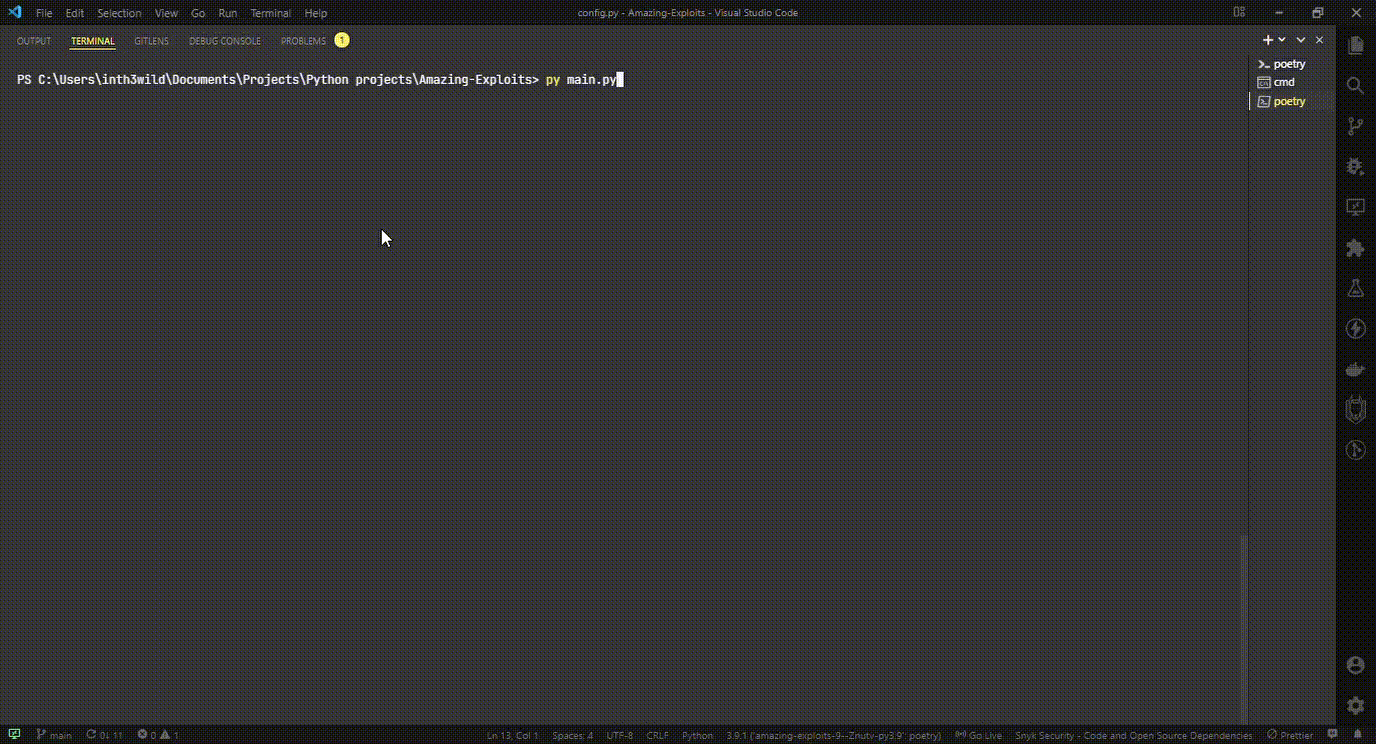 File Edit Selection View Go Run Terminal Help config.py - Amazing-Exploits - Visual Studio Code
OUTPUT TERMINAL GITLENS DEBUG CONSOLE PROBLEMS 1
PS C:\Users\inth3wild\Documents\Projects\Python projects\Amazing-Exploits> py main.py
poetry
cmd
poetry
main 0↓ 11 0 1 Ln 13, Col 1 Spaces: 4 UTF-8 CRLF Python 3.9.1 ('amazing-exploits-9--Znutv-py3.9': poetry) Go Live Snyk Security - Code and Open Source Dependencies Prettier